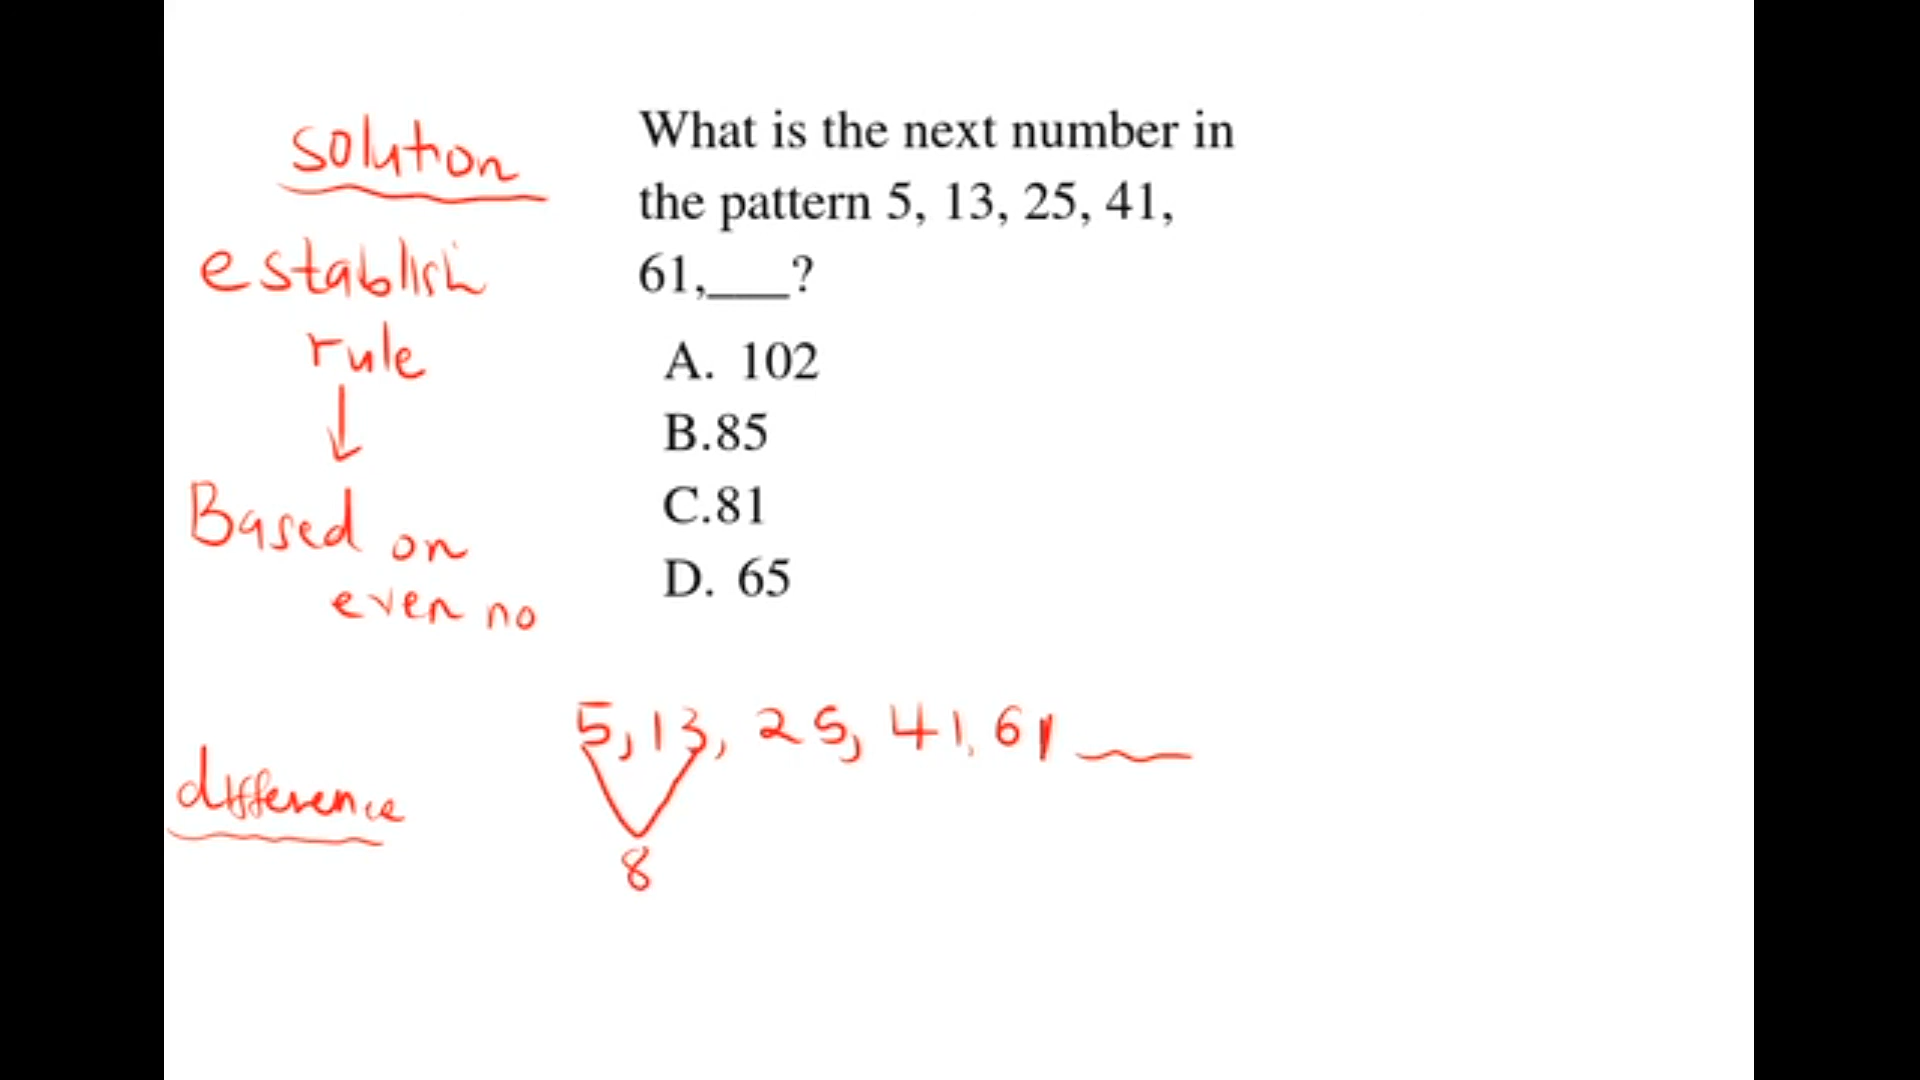 solution
establish
rule
Based on
even no
What is the next number in
the pattern 5, 13, 25, 41,
61,___?
A. 102
B.85
C.81
D. 65
5, 13, 25, 41, 61 ___
difference
8